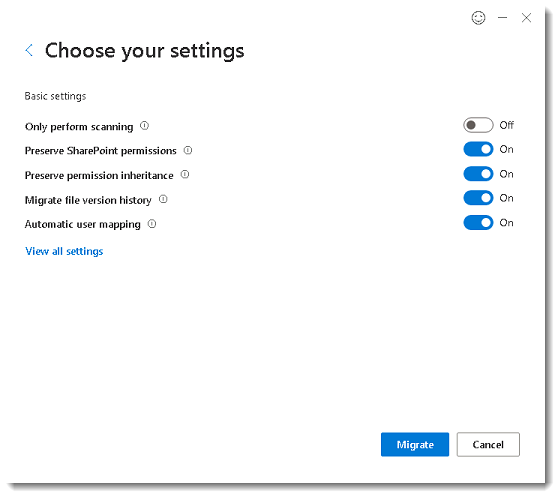 Choose your settings
Basic settings
Only perform scanning Off
Preserve SharePoint permissions On
Preserve permission inheritance On
Migrate file version history On
Automatic user mapping On
View all settings
Migrate Cancel